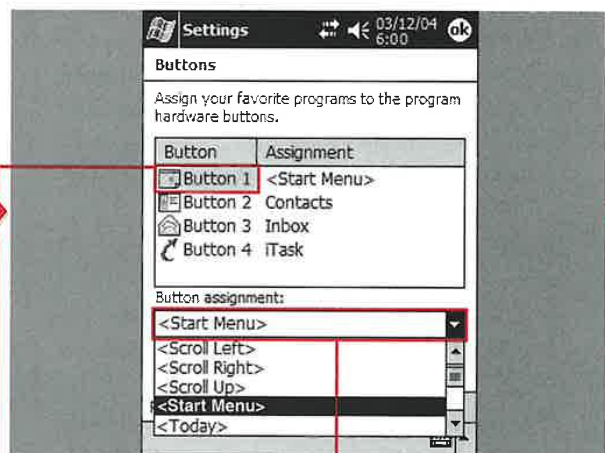 Settings 03/12/04 6:00 ok
Buttons
Assign your favorite programs to the program
hardware buttons.
Button Assignment
Button 1 <Start Menu>
Button 2 Contacts
Button 3 Inbox
Button 4 iTask
Button assignment:
<Start Menu>
<Scroll Left>
<Scroll Right>
<Scroll Up>
<Start Menu>
<Today>